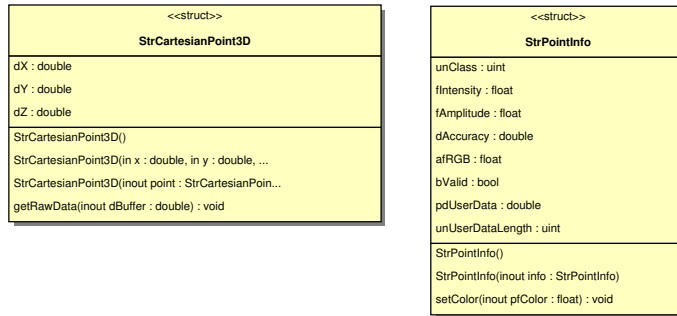 <<struct>>
StrCartesianPoint3D
dX : double
dY : double
dZ : double
StrCartesianPoint3D()
StrCartesianPoint3D(in x : double, in y : double, ...
StrCartesianPoint3D(inout point : StrCartesianPoin...
getRawData(inout dBuffer : double) : void
<<struct>>
StrPointInfo
unClass : uint
fIntensity : float
fAmplitude : float
dAccuracy : double
afRGB : float
bValid : bool
pdUserData : double
unUserDataLength : uint
StrPointInfo()
StrPointInfo(inout info : StrPointInfo)
setColor(inout pfColor : float) : void